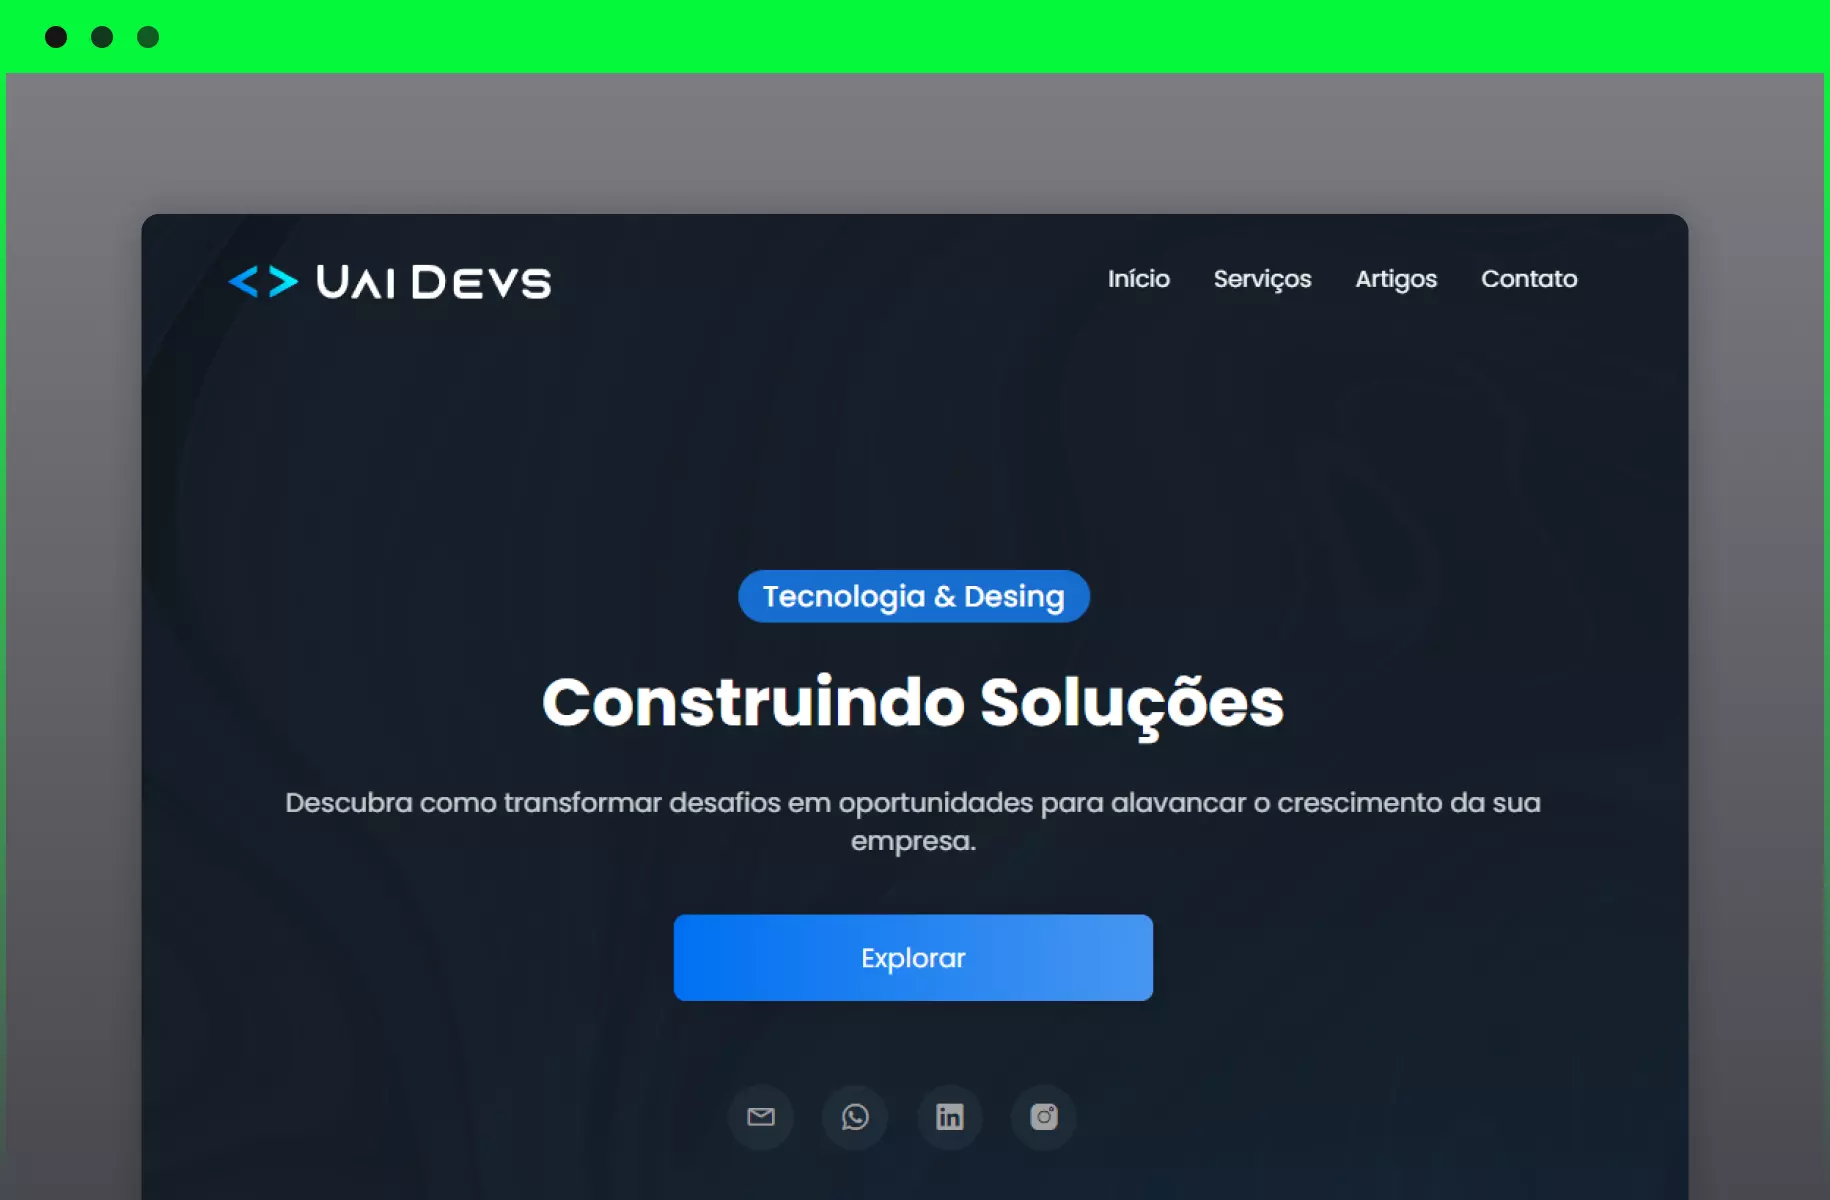 <> UAI DEVS
Início Serviços Artigos Contato
Tecnologia & Desing
Construindo Soluções
Descubra como transformar desafios em oportunidades para alavancar o crescimento da sua
empresa.
Explorar
in